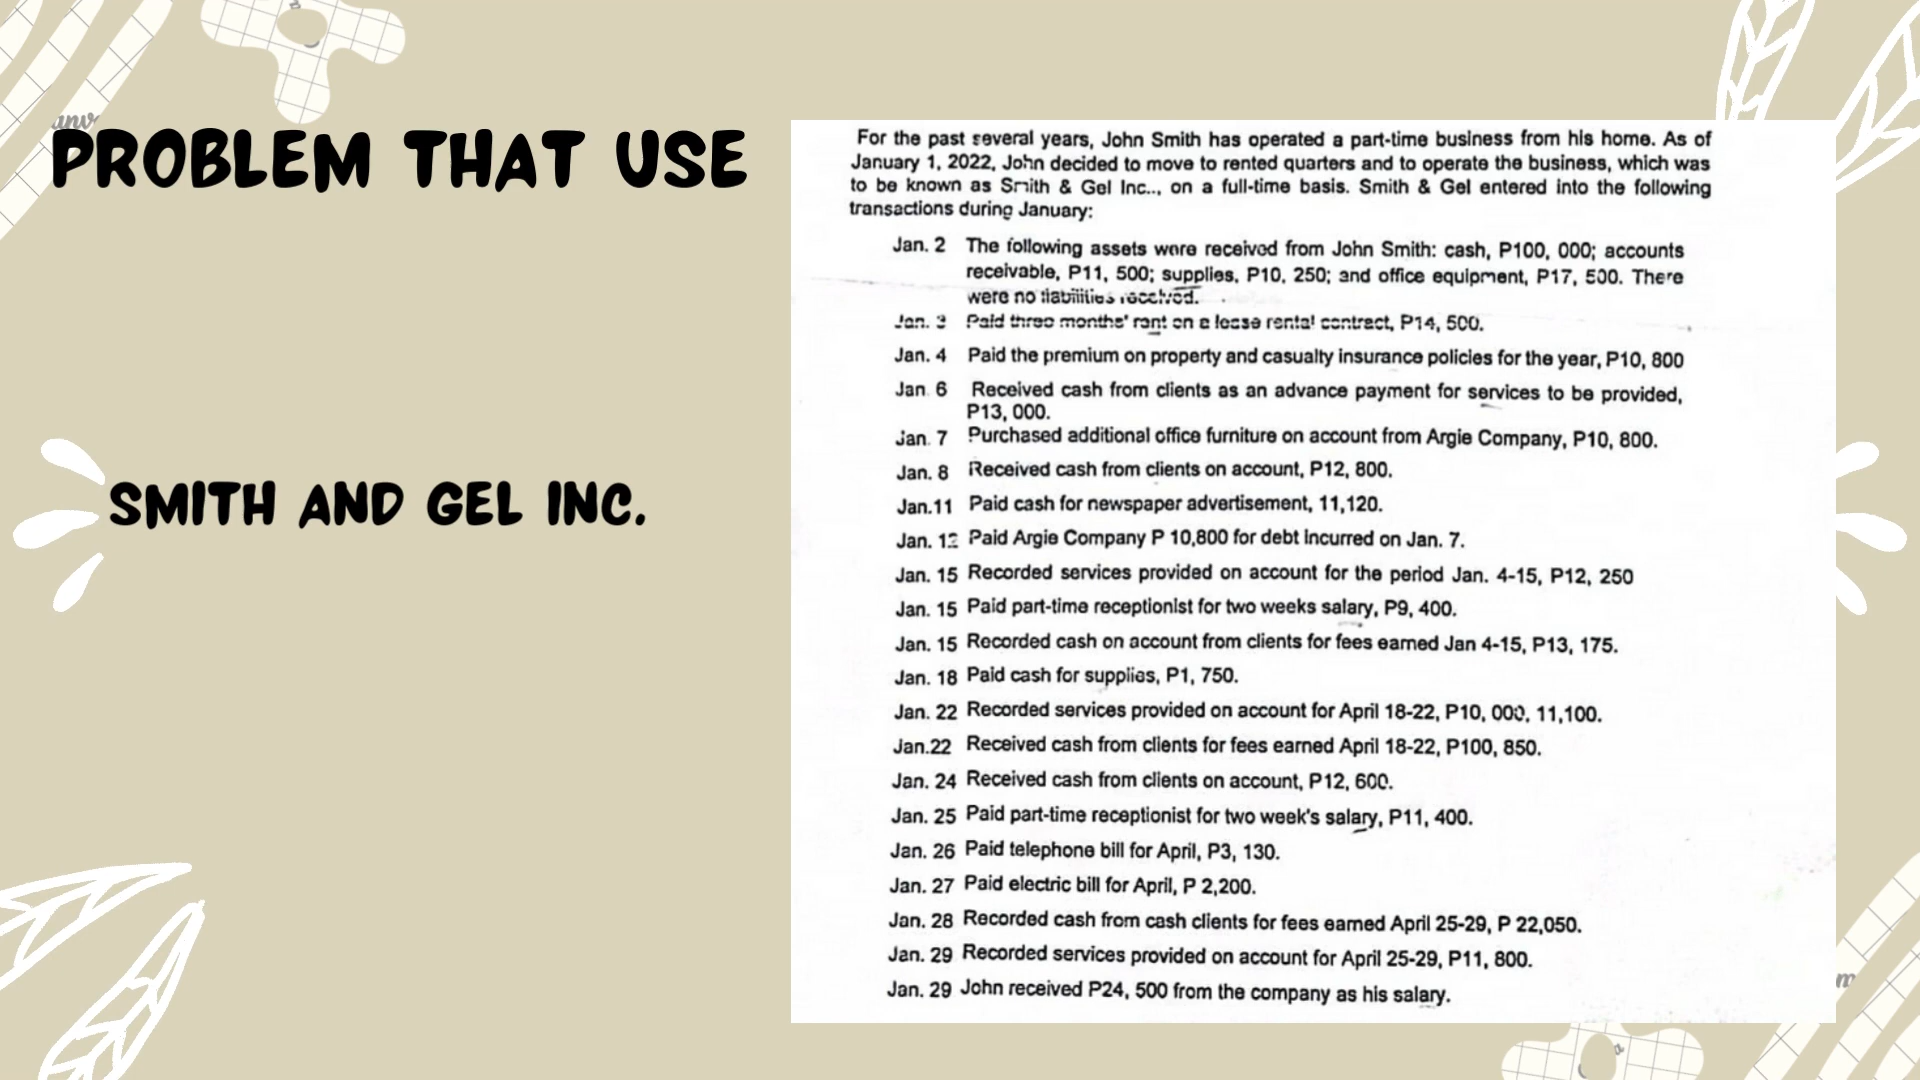 PROBLEM THAT USE
SMITH AND GEL INC.
For the past several years, John Smith has operated a part-time business from his home. As of
January 1, 2022, John decided to move to rented quarters and to operate the business, which was
to be known as Smith & Gel Inc.., on a full-time basis. Smith & Gel entered into the following
transactions during January:
Jan. 2 The following assets were received from John Smith: cash, P100, 000; accounts
receivable, P11, 500; supplies, P10, 250; and office equipment, P17, 500. There
were no liabilities received.
Jan. 3 Paid three months' rent on a lease rental contract, P14, 500.
Jan. 4 Paid the premium on property and casualty insurance policies for the year, P10, 800
Jan. 6 Received cash from clients as an advance payment for services to be provided,
P13, 000.
Jan. 7 Purchased additional office furniture on account from Argie Company, P10, 800.
Jan. 8 Received cash from clients on account, P12, 800.
Jan.11 Paid cash for newspaper advertisement, 11,120.
Jan. 12 Paid Argie Company P 10,800 for debt incurred on Jan. 7.
Jan. 15 Recorded services provided on account for the period Jan. 4-15, P12, 250
Jan. 15 Paid part-time receptionist for two weeks salary, P9, 400.
Jan. 15 Recorded cash on account from clients for fees earned Jan 4-15, P13, 175.
Jan. 18 Paid cash for supplies, P1, 750.
Jan. 22 Recorded services provided on account for April 18-22, P10, 000, 11,100.
Jan.22 Received cash from clients for fees earned April 18-22, P100, 850.
Jan. 24 Received cash from clients on account, P12, 600.
Jan. 25 Paid part-time receptionist for two week's salary, P11, 400.
Jan. 26 Paid telephone bill for April, P3, 130.
Jan. 27 Paid electric bill for April, P 2,200.
Jan. 28 Recorded cash from cash clients for fees earned April 25-29, P 22,050.
Jan. 29 Recorded services provided on account for April 25-29, P11, 800.
Jan. 29 John received P24, 500 from the company as his salary.